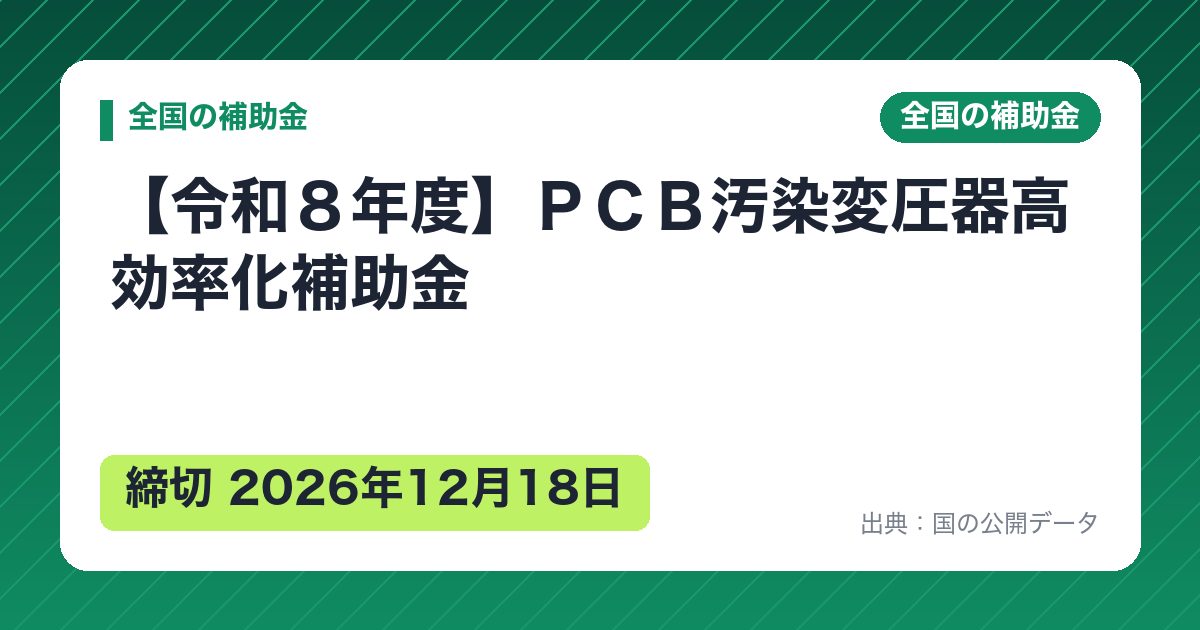 全国の補助金
全国の補助金
【令和８年度】ＰＣＢ汚染変圧器高
効率化補助金
締切 2026年12月18日
出典：国の公開データ